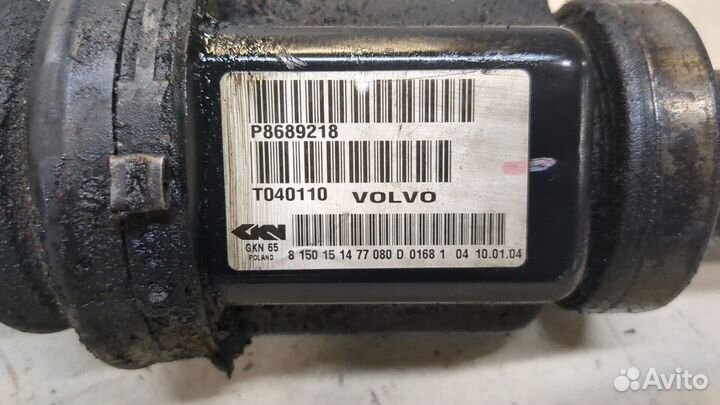 P8689218
T040110 VOLVO
GKN
GKN 65
POLAND
8 150 15 14 77 080 D 0168 1 04 10.01.04
Avito